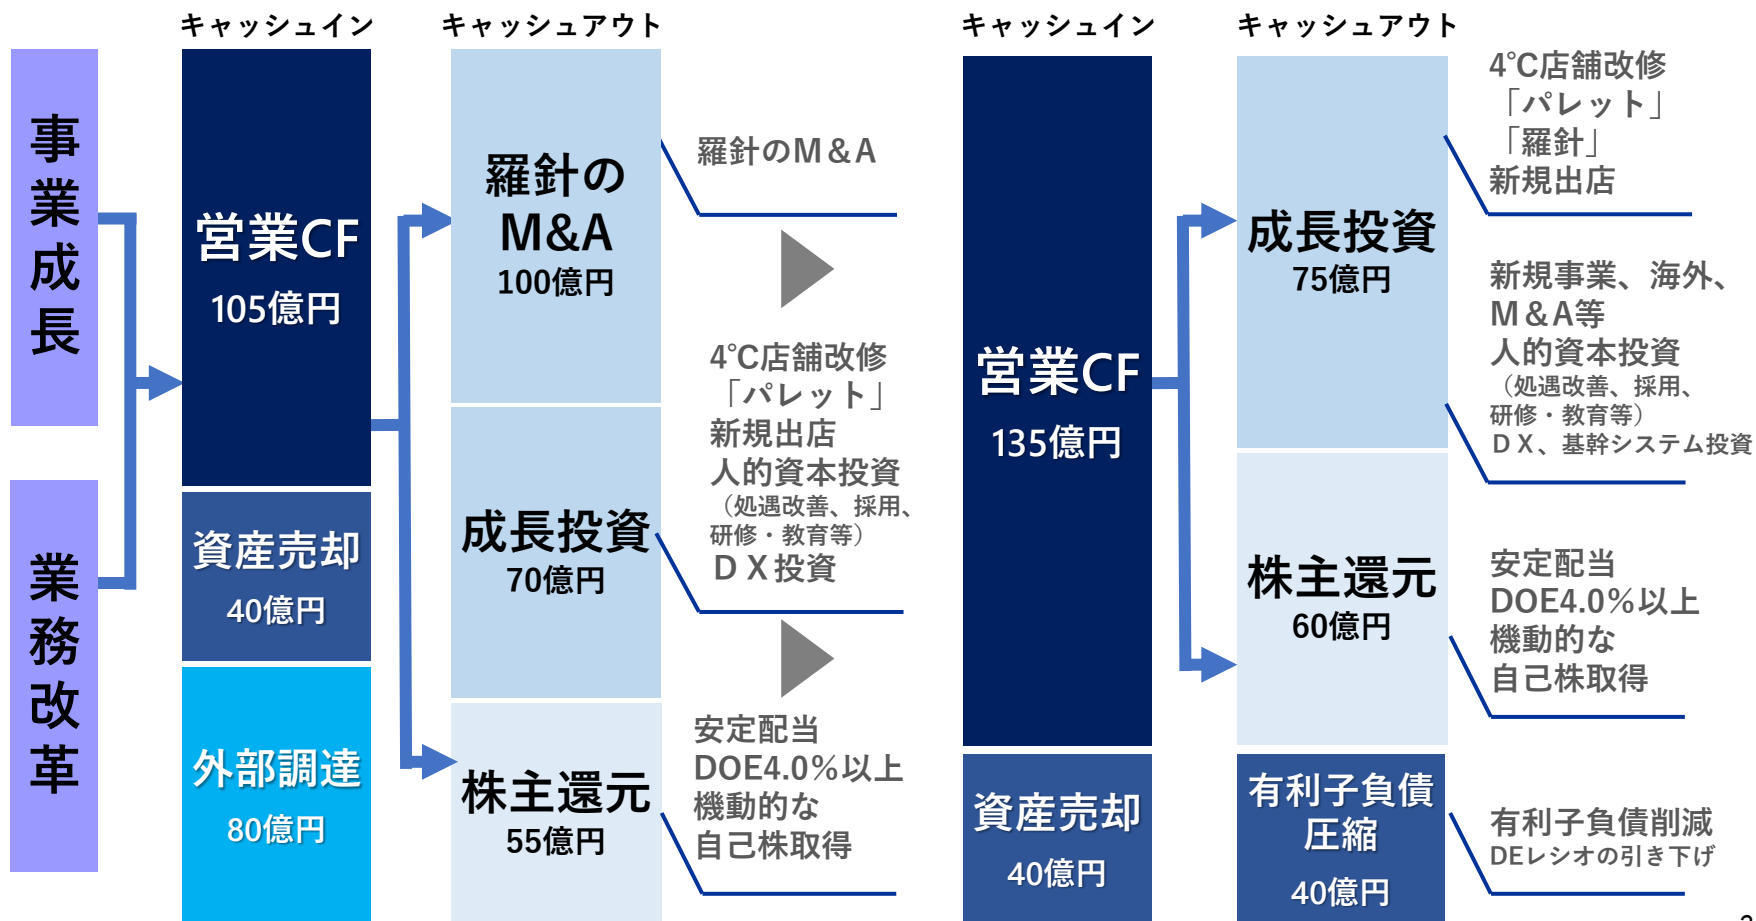 キャッシュイン
キャッシュアウト
キャッシュイン
キャッシュアウト
事業成長
業務改革
営業CF
105億円
資産売却
40億円
外部調達
80億円
羅針の
M&A
100億円
成長投資
70億円
株主還元
55億円
羅針のM&A
4℃店舗改修
「パレット」
新規出店
人的資本投資
（処遇改善、採用、
研修・教育等）
DX投資
安定配当
DOE4.0%以上
機動的な
自己株取得
営業CF
135億円
資産売却
40億円
成長投資
75億円
株主還元
60億円
有利子負債
圧縮
40億円
4℃店舗改修
「パレット」
「羅針」
新規出店
新規事業、海外、
M&A等
人的資本投資
（処遇改善、採用、
研修・教育等）
DX、基幹システム投資
安定配当
DOE4.0%以上
機動的な
自己株取得
有利子負債削減
DEレシオの引き下げ